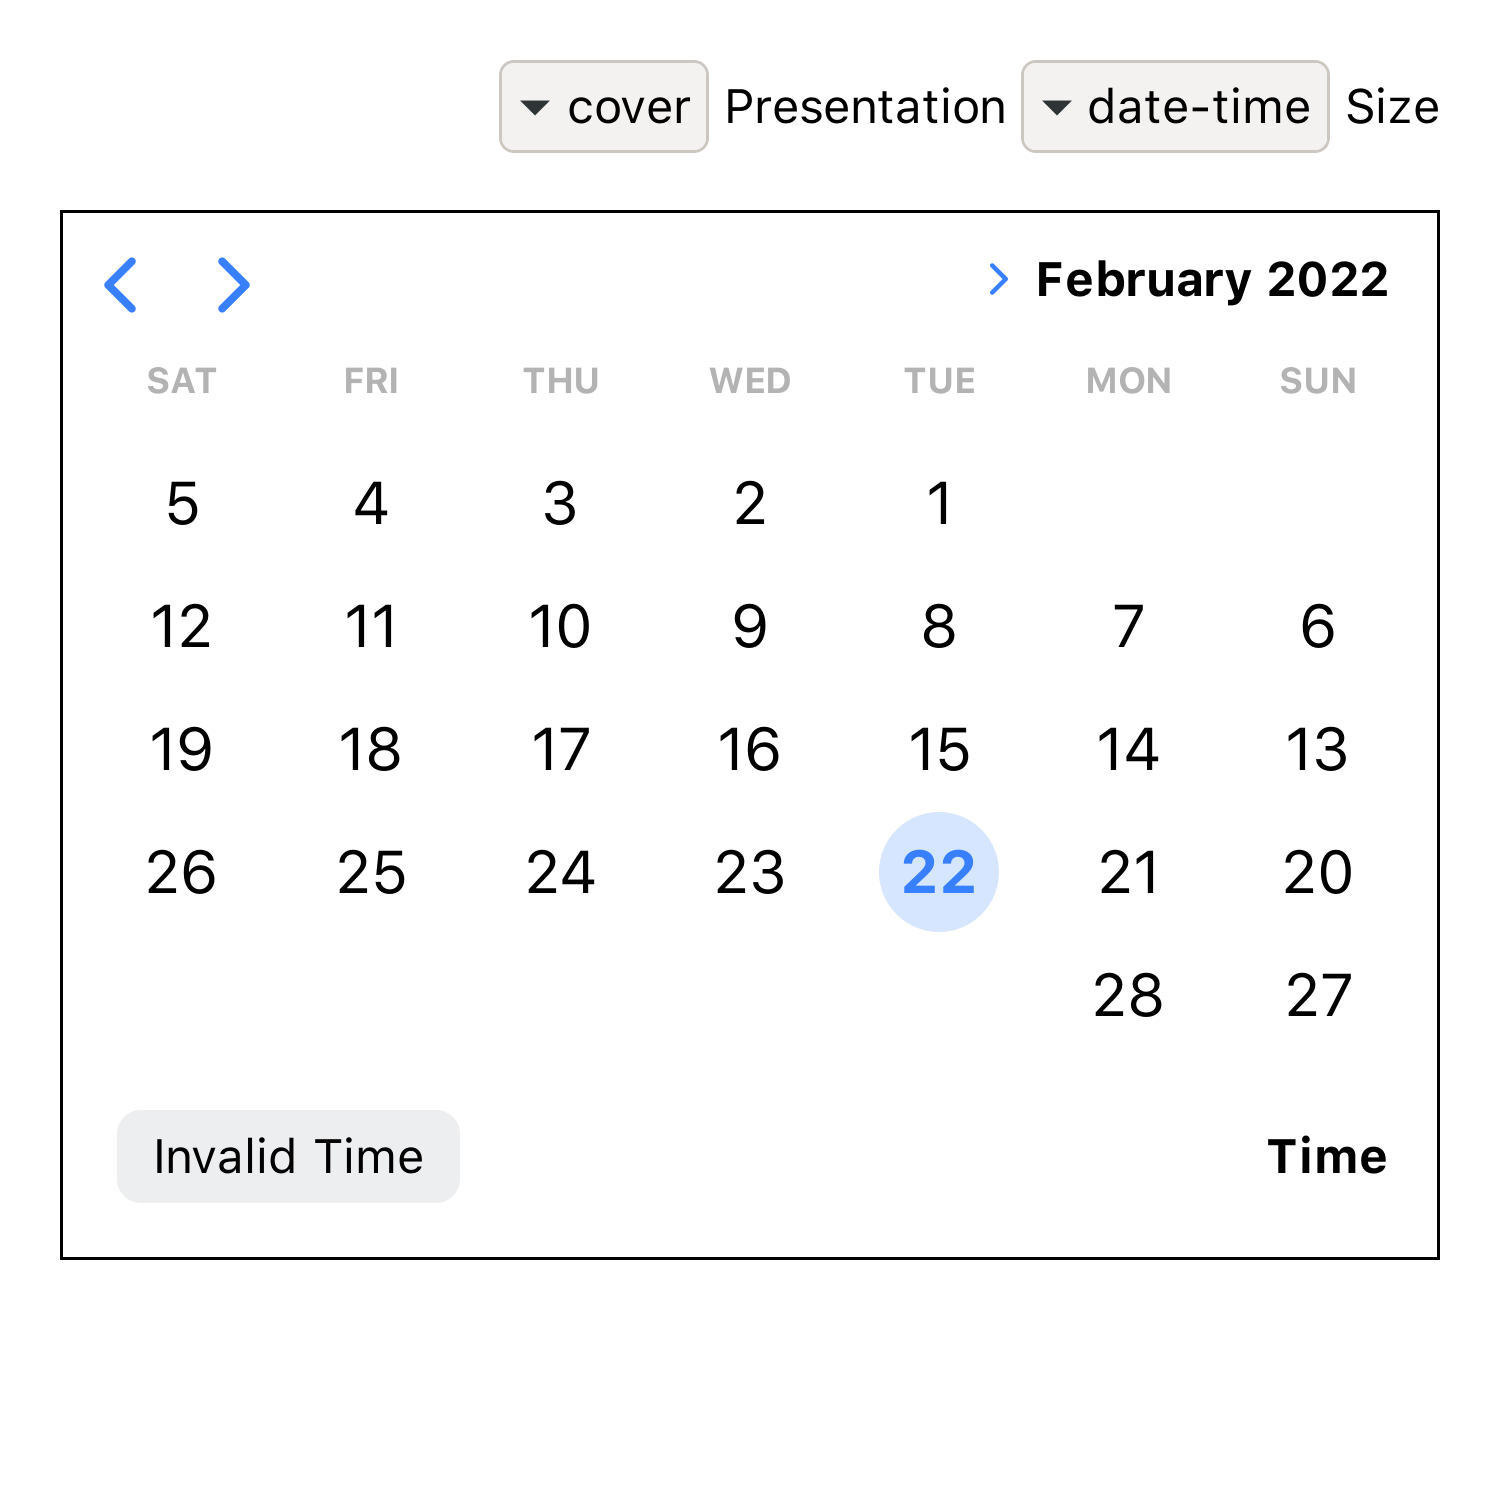 cover Presentation date-time Size
February 2022
SAT FRI THU WED TUE MON SUN
5 4 3 2 1
12 11 10 9 8 7 6
19 18 17 16 15 14 13
26 25 24 23 22 21 20
28 27
Invalid Time Time